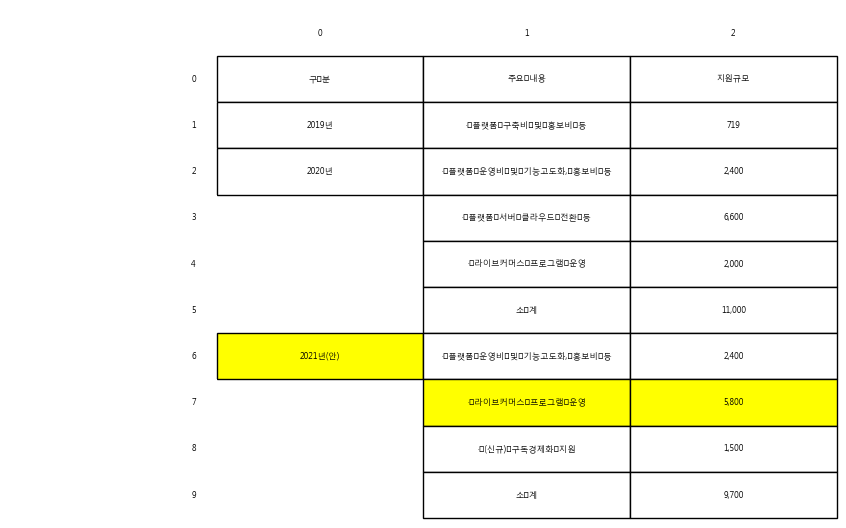 0 1 2
0 구 분 주요 내용 지원규모
1 2019년 · 플랫폼 구축비 및 홍보비 등 719
2 2020년 · 플랫폼 운영비 및 기능고도화, 홍보비 등 2,400
3 · 플랫폼 서버 클라우드 전환 등 6,600
4 · 라이브커머스 프로그램 운영 2,000
5 소 계 11,000
6 2021년(안) · 플랫폼 운영비 및 기능고도화, 홍보비 등 2,400
7 · 라이브커머스 프로그램 운영 5,800
8 · (신규) 구독경제화 지원 1,500
9 소 계 9,700